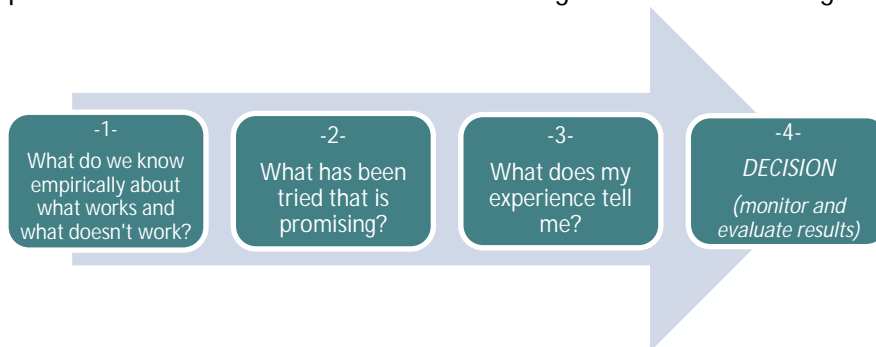 -1-
What do we know
empirically about
what works and
what doesn't work?
-2-
What has been
tried that is
promising?
-3-
What does my
experience tell
me?
-4-
DECISION
(monitor and
evaluate results)